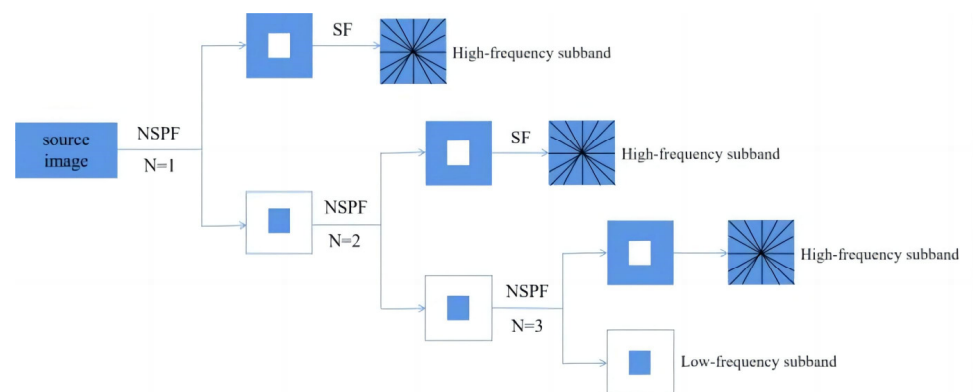 SF
High-frequency subband
source
image
NSPF
N=1
SF
High-frequency subband
NSPF
N=2
High-frequency subband
NSPF
N=3
Low-frequency subband